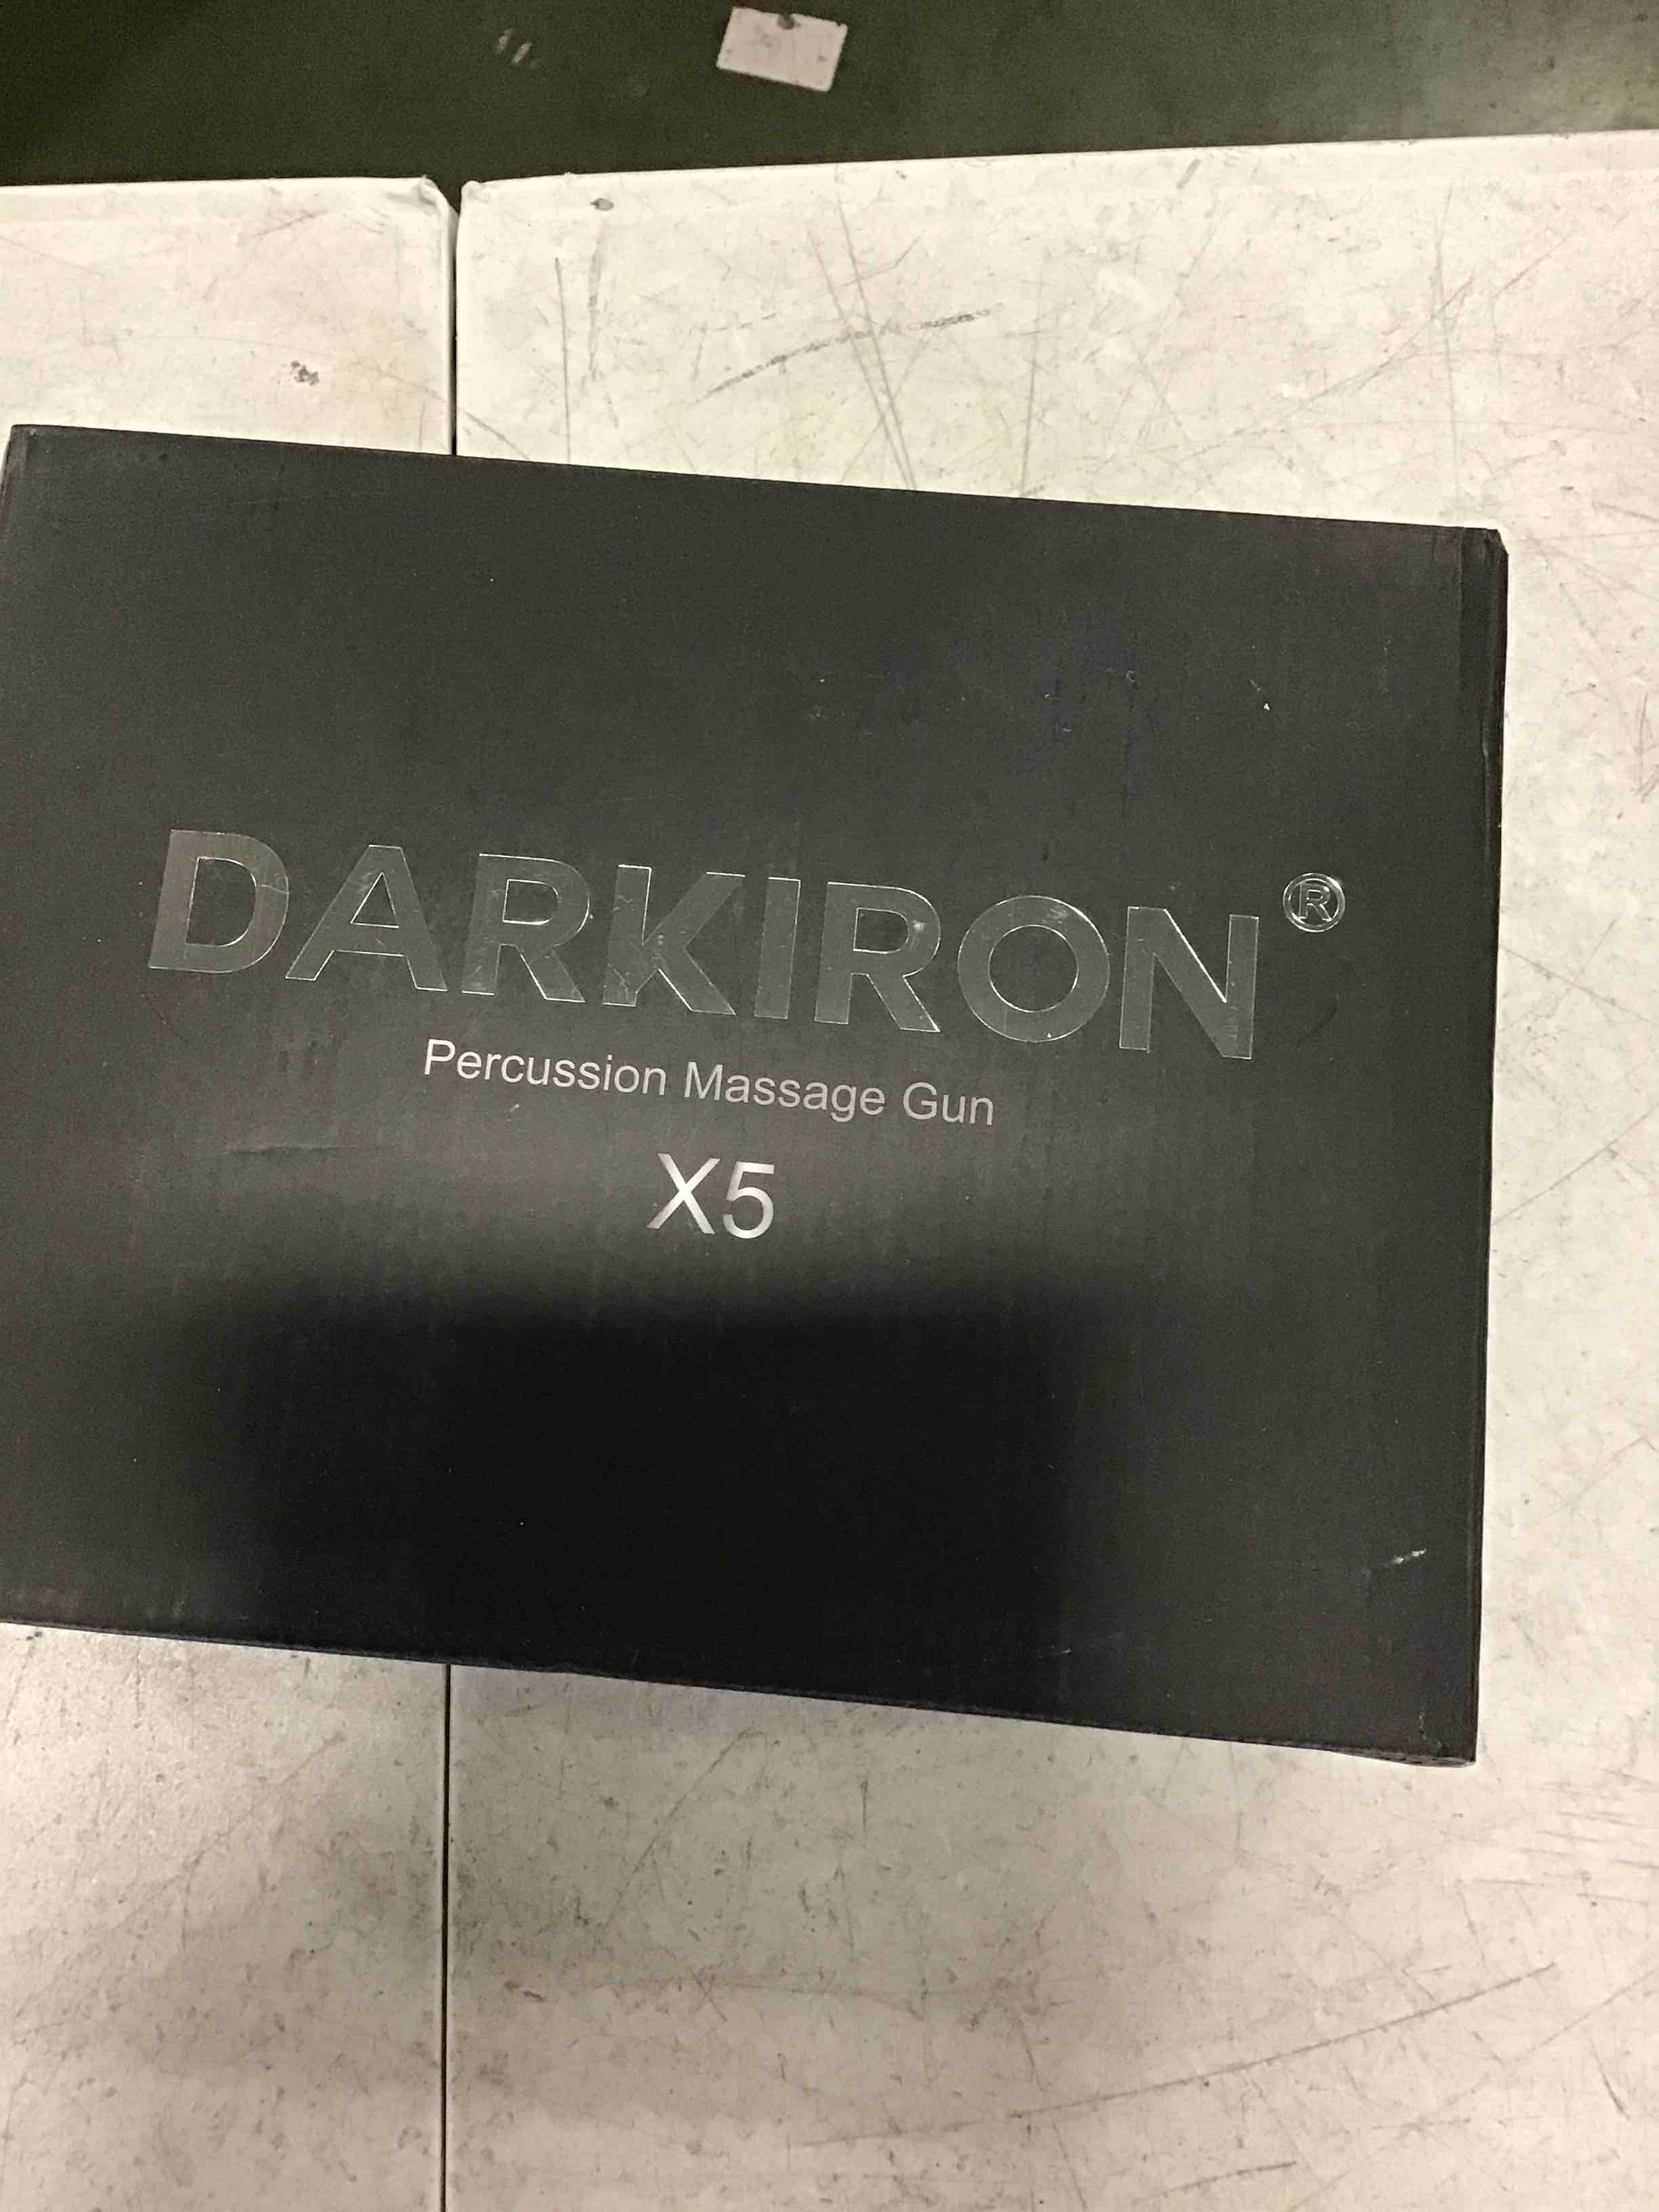 DARKIRON®
Percussion Massage Gun
X5